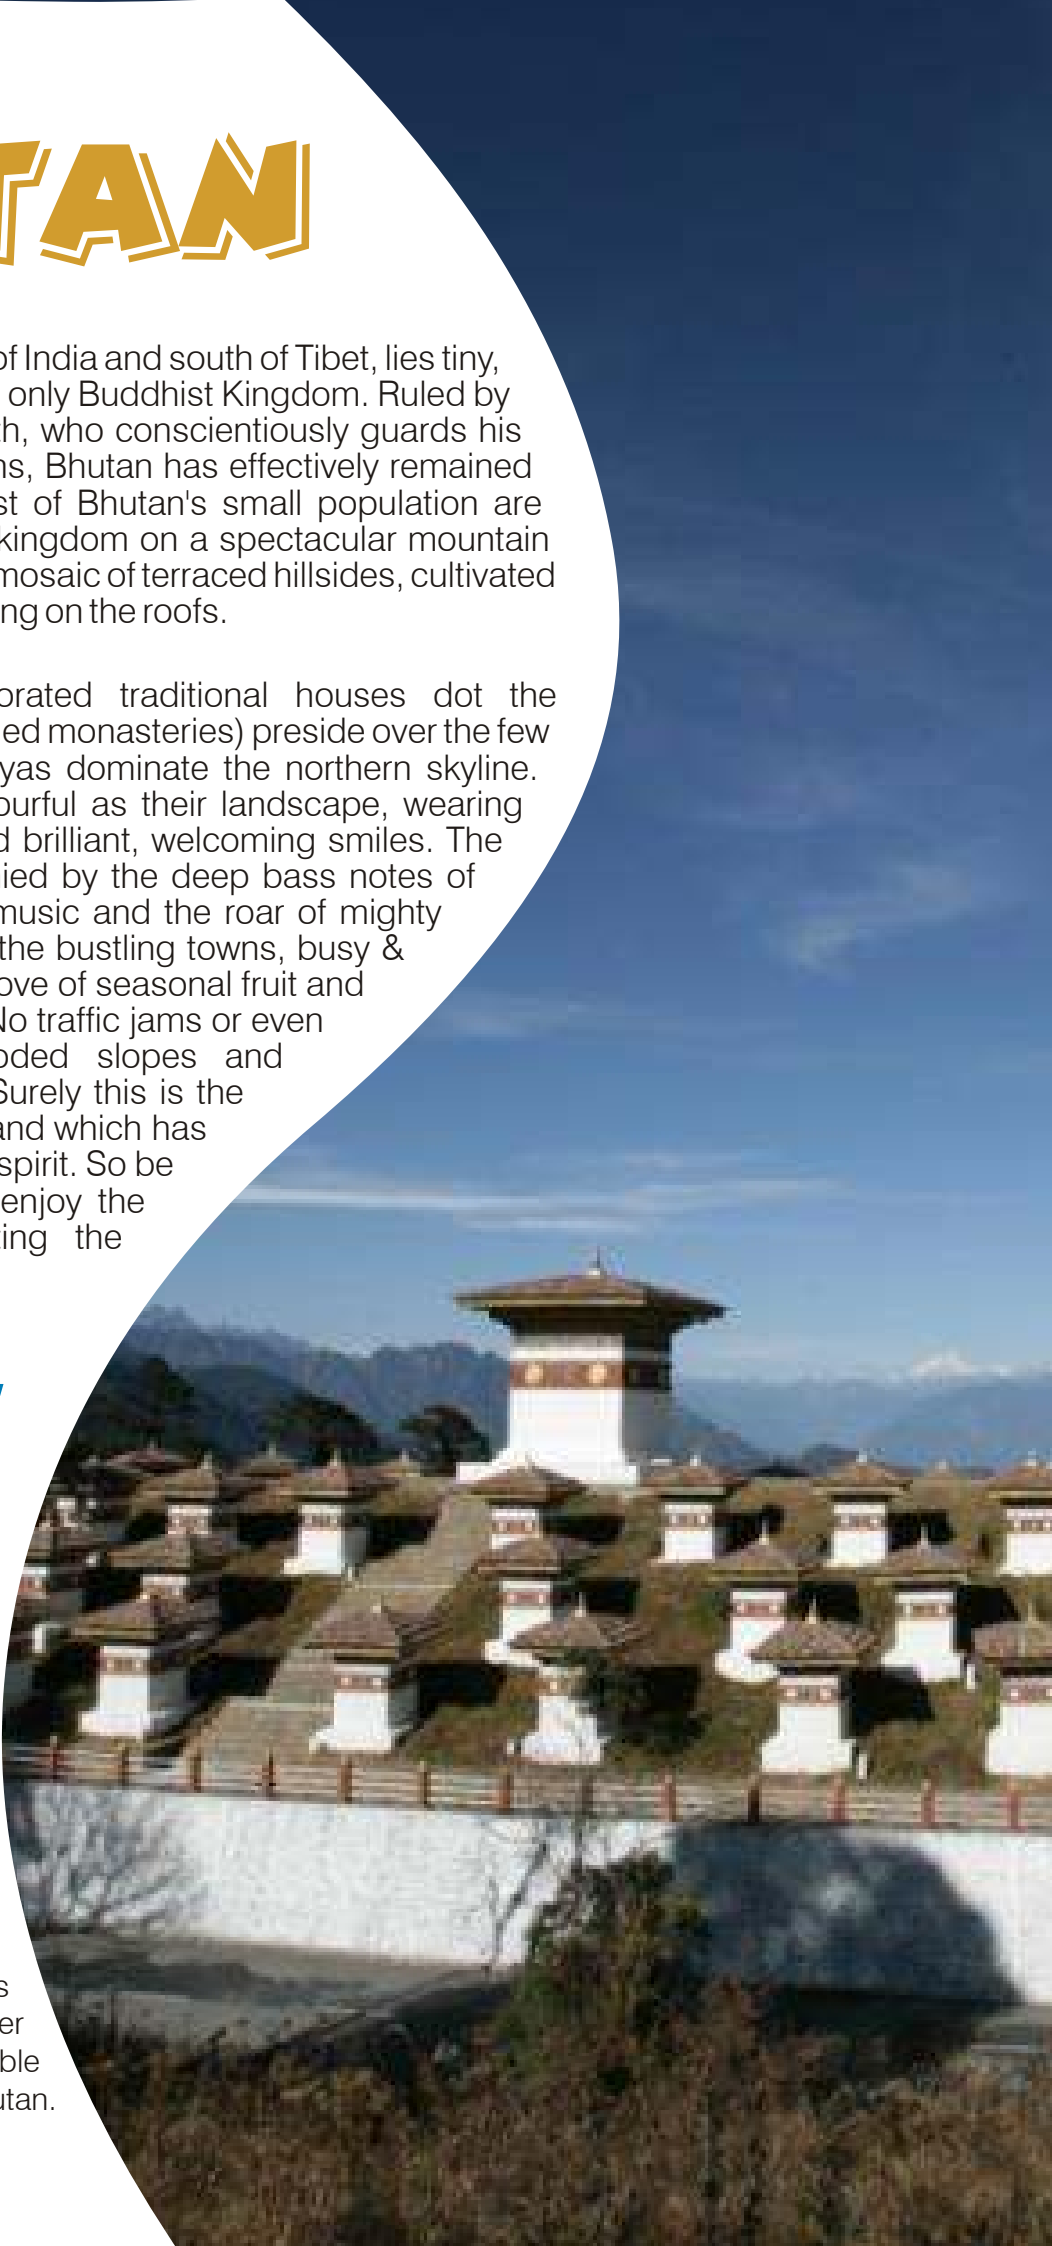 TAN
of India and south of Tibet, lies tiny,
only Buddhist Kingdom. Ruled by
th, who conscientiously guards his
ns, Bhutan has effectively remained
st of Bhutan's small population are
kingdom on a spectacular mountain
mosaic of terraced hillsides, cultivated
ng on the roofs.
orated traditional houses dot the
ed monasteries) preside over the few
yas dominate the northern skyline.
ourful as their landscape, wearing
d brilliant, welcoming smiles. The
nied by the deep bass notes of
music and the roar of mighty
the bustling towns, busy &
ove of seasonal fruit and
No traffic jams or even
oded slopes and
Surely this is the
and which has
spirit. So be
enjoy the
ting the
s
er
ble
utan.